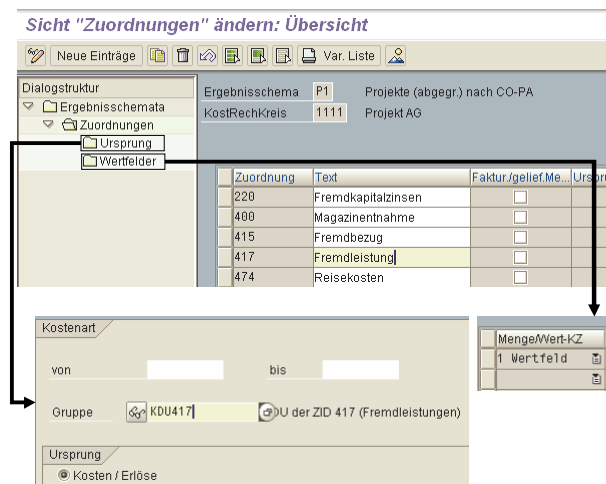 Sicht "Zuordnungen" ändern: Übersicht
Neue Einträge Var. Liste
Dialogstruktur
Ergebnisschemata
Zuordnungen
Ursprung
Wertfelder
Ergebnisschema P1 Projekte (abgegr.) nach CO-PA
KostRechKreis 1111 Projekt AG
Zuordnung Text Faktur./gelief.Me... Urspru
220 Fremdkapitalzinsen
400 Magazinentnahme
415 Fremdbezug
417 Fremdleistung
474 Reisekosten
Kostenart
von bis
Gruppe KDU417 DU der ZID 417 (Fremdleistungen)
Ursprung
Kosten / Erlöse
Menge/Wert-KZ
1 Wertfeld